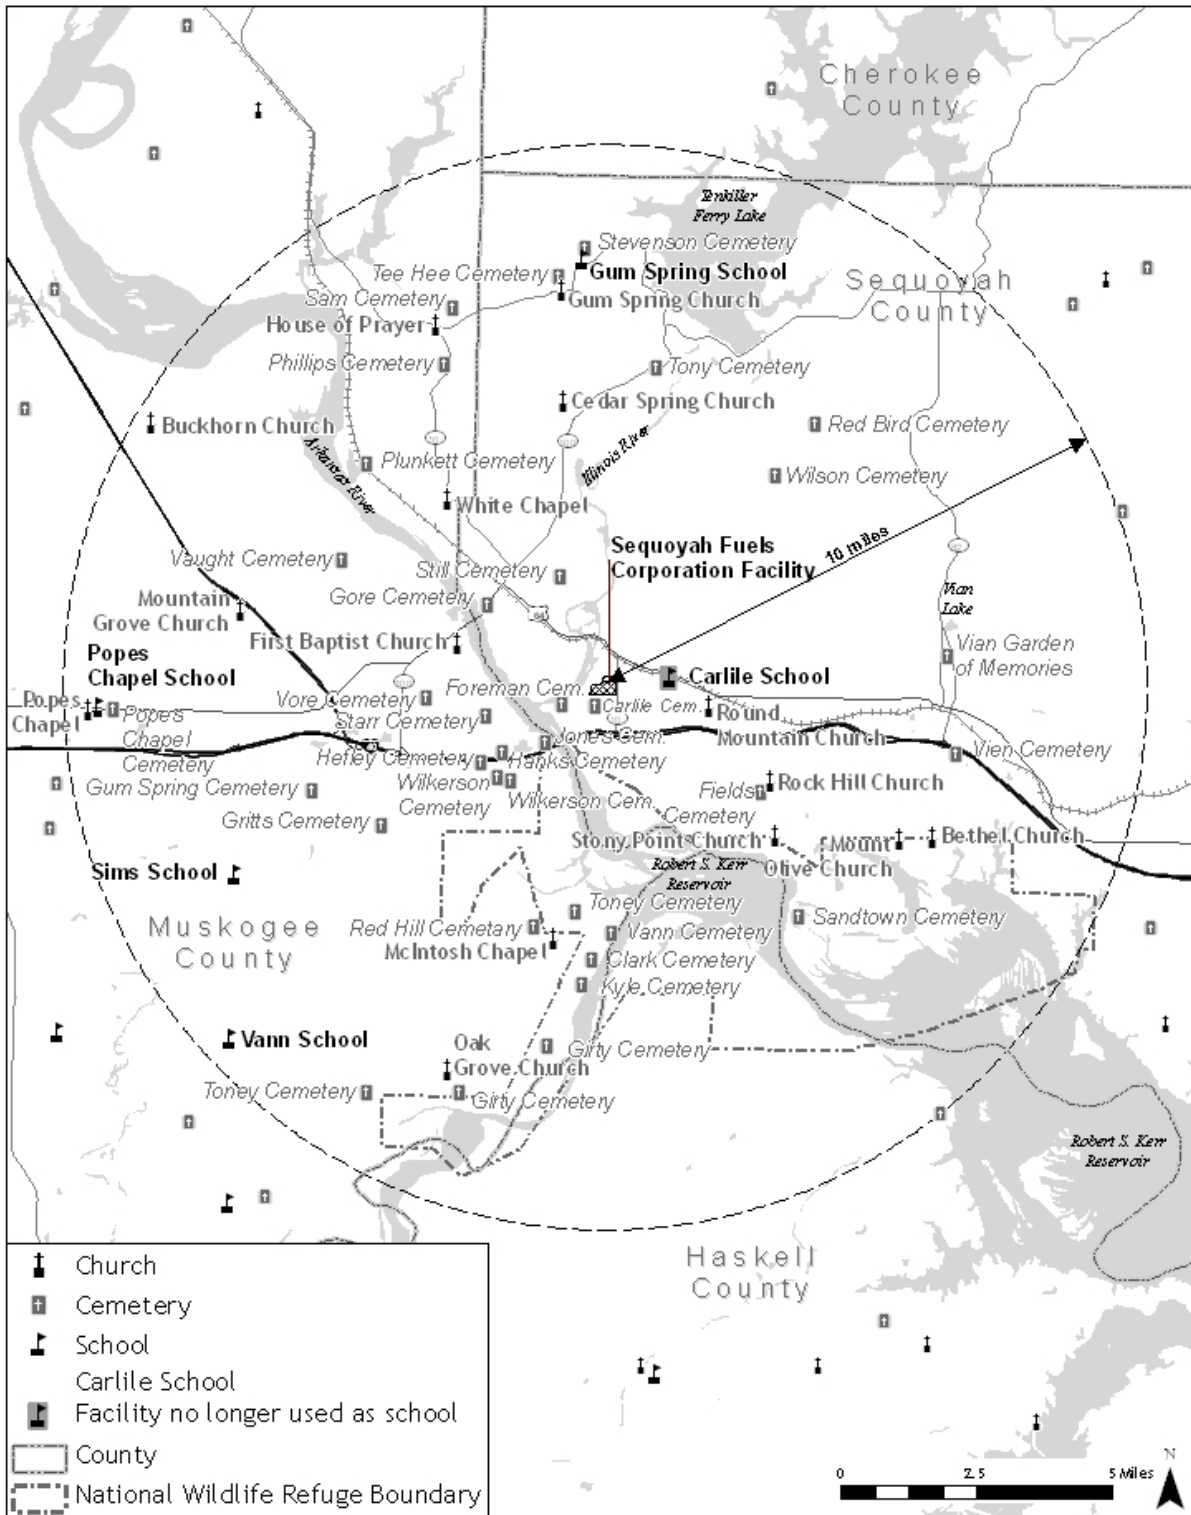 Cherokee
County
Tenkiller
Ferry Lake
Stevenson Cemetery
Tee Hee Cemetery
Gum Spring School
Sequoyah
County
Sam Cemetery
Gum Spring Church
House of Prayer
Phillips Cemetery
Tony Cemetery
Cedar Spring Church
Buckhorn Church
Red Bird Cemetery
Arkansas River
Illinois River
Plunkett Cemetery
Wilson Cemetery
White Chapel
10 miles
Sequoyah Fuels
Corporation Facility
Vaught Cemetery
Still Cemetery
Gore Cemetery
Vian
Lake
Mountain
Grove Church
First Baptist Church
Vian Garden
of Memories
Popes
Chapel School
Carlile School
Foreman Cem.
Vore Cemetery
Carlile Cem.
Popes
Chapel
Popes
Chapel
Cemetery
Starr Cemetery
Round
Mountain Church
Jones Cem.
Vien Cemetery
Hefley Cemetery
Hanks Cemetery
Wilkerson
Cemetery
Wilkerson Cem.
Gum Spring Cemetery
Fields
Cemetery
Rock Hill Church
Gritts Cemetery
Stony Point Church
Mount
Olive Church
Bethel Church
Sims School
Robert S. Kerr
Reservoir
Toney Cemetery
Sandtown Cemetery
Muskogee
County
Red Hill Cemetary
Vann Cemetery
McIntosh Chapel
Clark Cemetery
Kyle Cemetery
Vann School
Oak
Grove Church
Girty Cemetery
Toney Cemetery
Girty Cemetery
Robert S. Kerr
Reservoir
Haskell
County
Church
Cemetery
School
Carlile School
Facility no longer used as school
County
National Wildlife Refuge Boundary
0 2.5 5 Miles
N